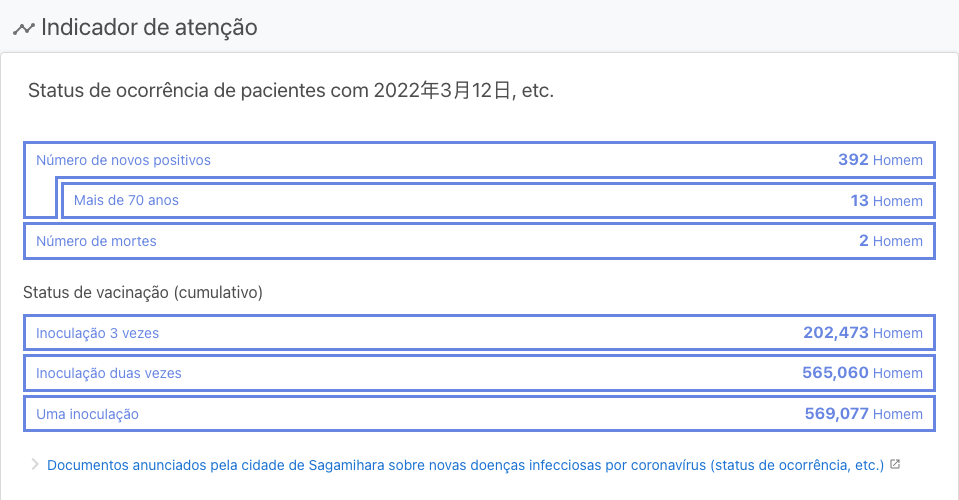 Indicador de atenção
Status de ocorrência de pacientes com 2022年3月12日, etc.
Número de novos positivos 392 Homem
Mais de 70 anos 13 Homem
Número de mortes 2 Homem
Status de vacinação (cumulativo)
Inoculação 3 vezes 202,473 Homem
Inoculação duas vezes 565,060 Homem
Uma inoculação 569,077 Homem
Documentos anunciados pela cidade de Sagamihara sobre novas doenças infecciosas por coronavírus (status de ocorrência, etc.)